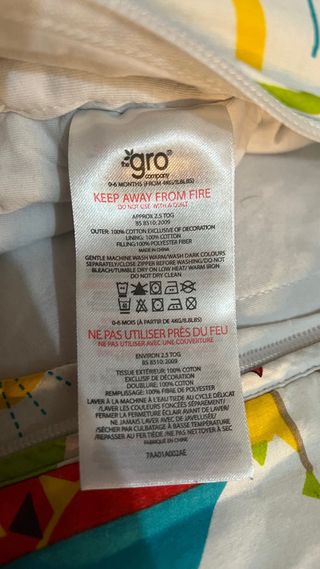 the gro®
company
0-6 MONTHS (FROM 4KG/8.8LBS)
KEEP AWAY FROM FIRE
DO NOT USE WITH A QUILT
APPROX 2.5 TOG
BS 8510: 2009
OUTER: 100% COTTON EXCLUSIVE OF DECORATION
LINING: 100% COTTON
FILLING:100% POLYESTER FIBER
MADE IN CHINA
GENTLE MACHINE WASH WARM/WASH DARK COLOURS
SEPARATELY/CLOSE ZIPPER BEFORE WASHING/DO NOT
BLEACH/TUMBLE DRY ON LOW HEAT/ WARM IRON
DO NOT DRY CLEAN
0-6 MOIS (À PARTIR DE 4KG/8.8LBS)
NE PAS UTILISER PRÈS DU FEU
NE PAS UTILISER AVEC UNE COUVERTURE
ENVIRON 2.5 TOG
BS 8510: 2009
TISSU EXTÉRIEUR: 100% COTON
EXCLUSIF DE DÉCORATION
DOUBLURE: 100% COTON
REMPLISSAGE: 100% FIBRE DE POLYESTER
LAVER À LA MACHINE À L'EAU TIÈDE AU CYCLE DÉLICAT
/LAVER LES COULEURS FONCÉES SÉPARÉMENT/
FERMER LA FERMETURE ÉCLAIR AVANT DE LAVER/
NE JAMAIS LAVER AVEC DE JAVELLISÉE/
/SÉCHER PAR CULBUTAGE À BASSE TEMPÉRATURE
/REPASSER AU FER TIÈDE /NE PAS NETTOYER À SEC
FABRIQUÉ EN CHINE
7AA01A002AE